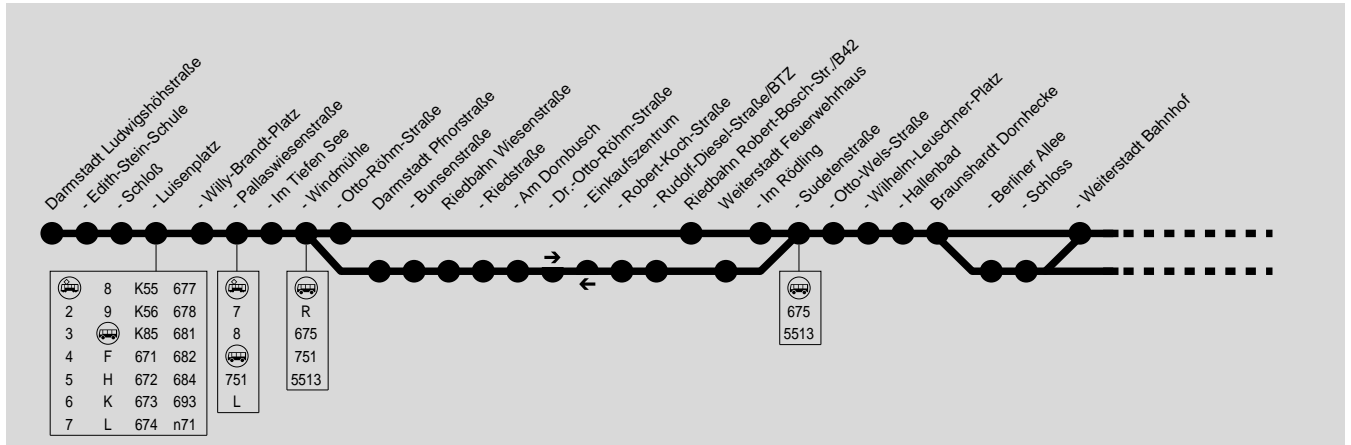 Darmstadt Ludwigshöhstraße
- Edith-Stein-Schule
- Schloß
- Luisenplatz
- Willy-Brandt-Platz
- Pallaswiesenstraße
- Im Tiefen See
- Windmühle
- Otto-Röhm-Straße
Darmstadt Pfnorstraße
- Bunsenstraße
Riedbahn Wiesenstraße
- Riedstraße
- Am Dornbusch
- Dr.-Otto-Röhm-Straße
- Einkaufszentrum
- Robert-Koch-Straße
- Rudolf-Diesel-Straße/BTZ
Riedbahn Robert-Bosch-Str./B42
Weiterstadt Feuerwehrhaus
- Im Rödling
- Sudetenstraße
- Otto-Wels-Straße
- Wilhelm-Leuschner-Platz
- Hallenbad
Braunshardt Dornhecke
- Berliner Allee
- Schloss
- Weiterstadt Bahnhof
8 K55 677
2 9 K56 678
3 K85 681
4 F 671 682
5 H 672 684
6 K 673 693
7 L 674 n71
7
8
751
L
R
675
751
5513
675
5513